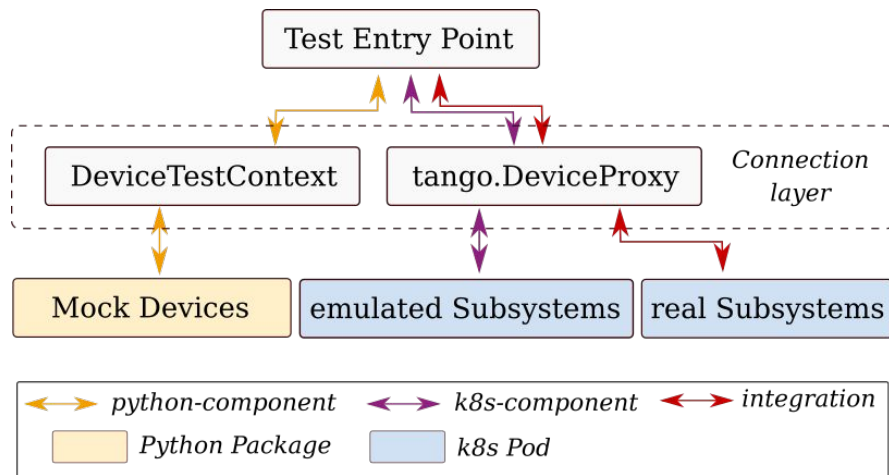 Test Entry Point
DeviceTestContext
tango.DeviceProxy
Connection
layer
Mock Devices
emulated Subsystems
real Subsystems
python-component
k8s-component
integration
Python Package
k8s Pod